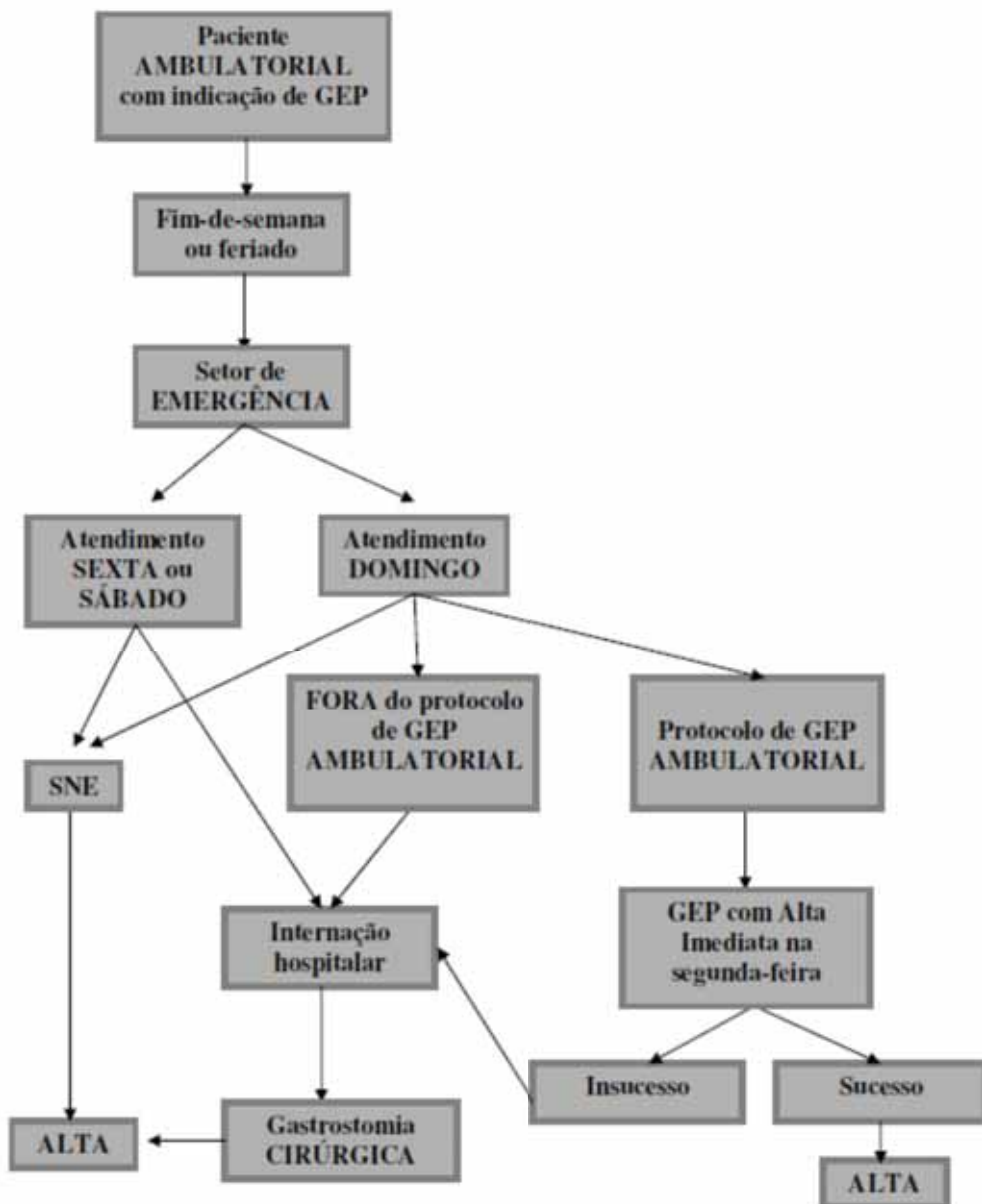 Paciente
AMBULATORIAL
com indicação de GEP
Fim-de-semana
ou feriado
Setor de
EMERGÊNCIA
Atendimento
SEXTA ou
SÁBADO
Atendimento
DOMINGO
FORA do protocolo
de GEP
AMBULATORIAL
Protocolo de GEP
AMBULATORIAL
SNE
Internação
hospitalar
GEP com Alta
Imediata na
segunda-feira
Insucesso
Sucesso
Gastrostomia
CIRÚRGICA
ALTA
ALTA